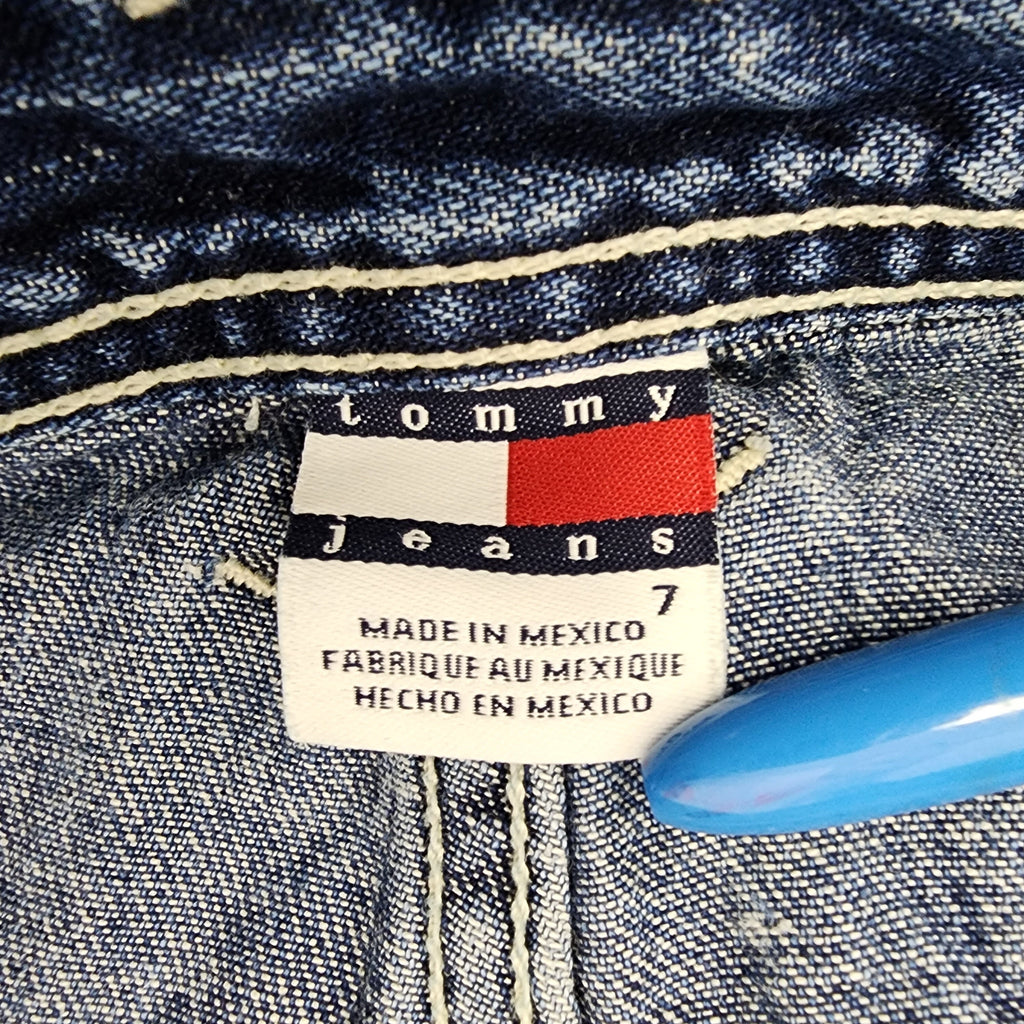 tommy
jeans
7
MADE IN MEXICO
FABRIQUE AU MEXIQUE
HECHO EN MEXICO